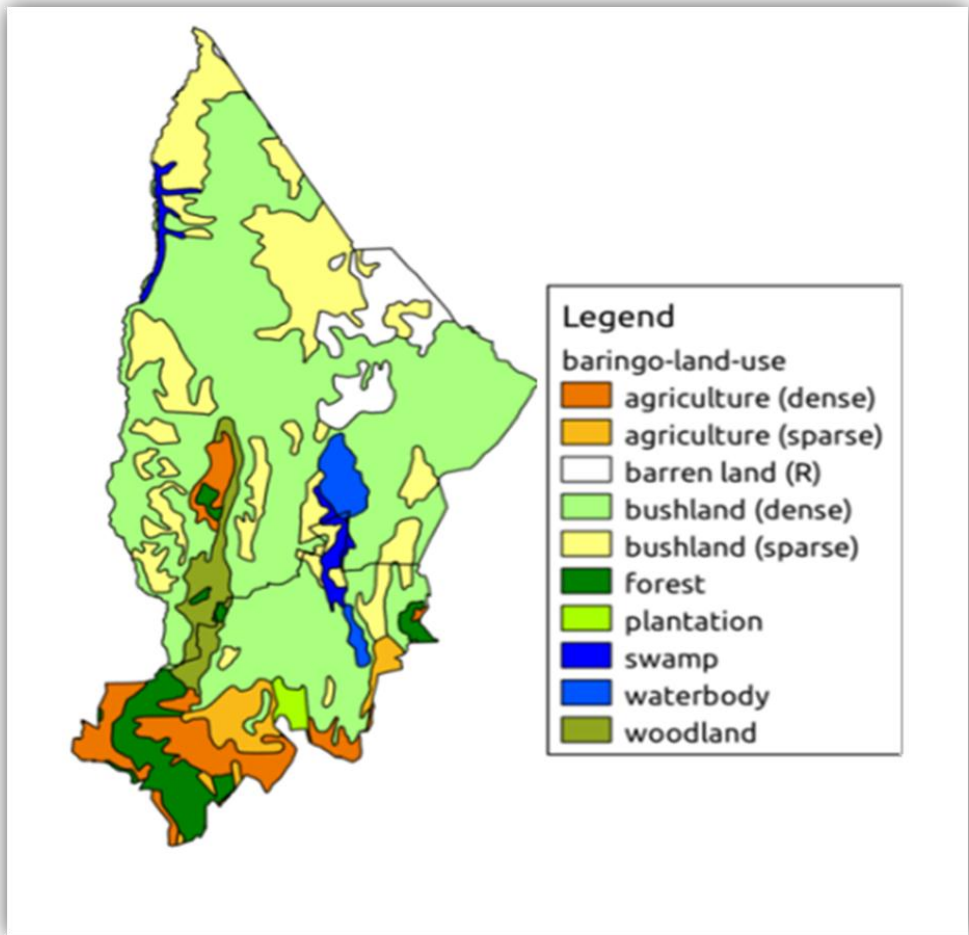 Legend
baringo-land-use
agriculture (dense)
agriculture (sparse)
barren land (R)
bushland (dense)
bushland (sparse)
forest
plantation
swamp
waterbody
woodland